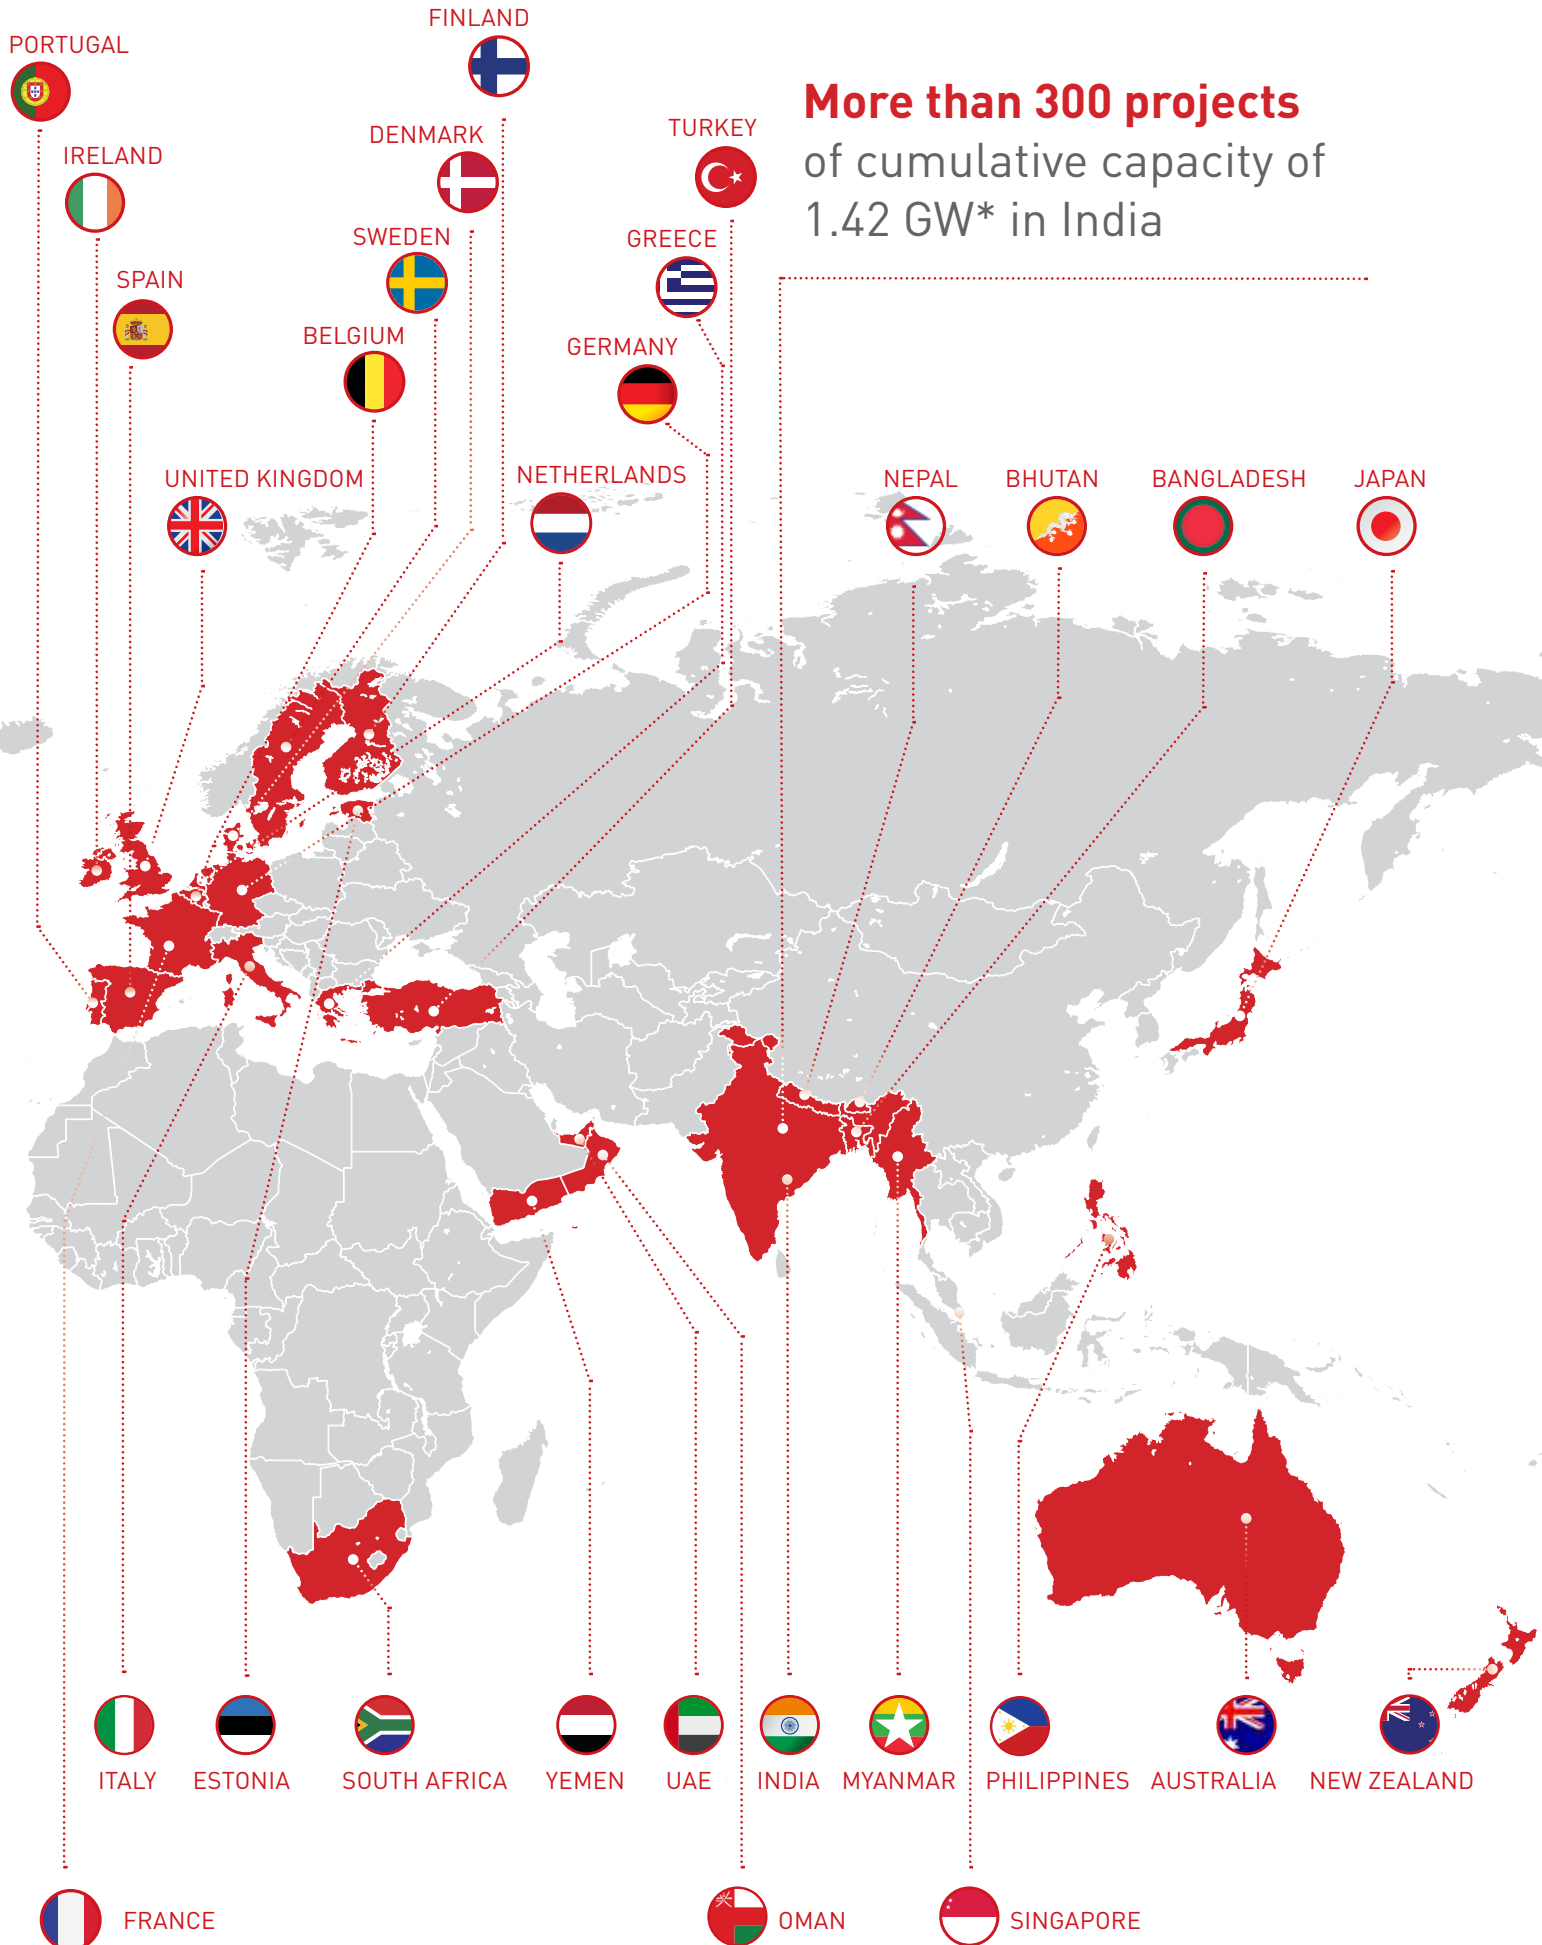 FINLAND
PORTUGAL
More than 300 projects
of cumulative capacity of
1.42 GW* in India
TURKEY
DENMARK
IRELAND
SWEDEN
GREECE
SPAIN
BELGIUM
GERMANY
UNITED KINGDOM
NETHERLANDS
NEPAL
BHUTAN
BANGLADESH
JAPAN
ITALY
ESTONIA
SOUTH AFRICA
YEMEN
UAE
INDIA
MYANMAR
PHILIPPINES
AUSTRALIA
NEW ZEALAND
FRANCE
OMAN
SINGAPORE